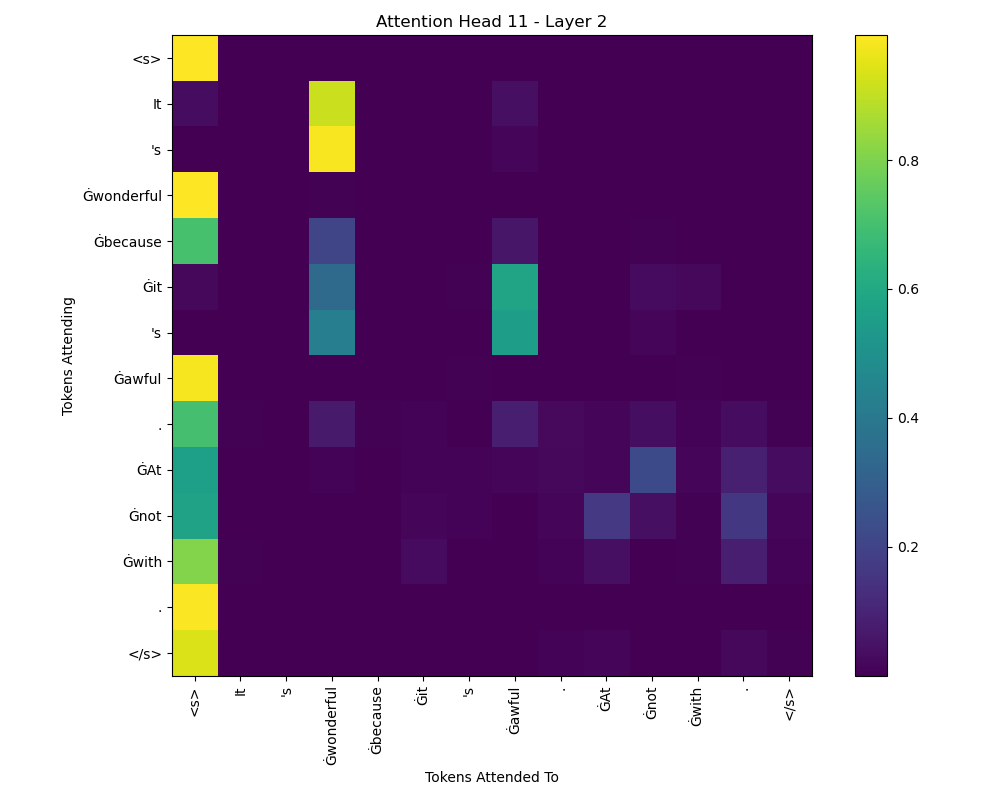 Attention Head 11 - Layer 2
<s>
It
's
Ġwonderful
Ġbecause
Ġit
's
Ġawful
.
ĠAt
Ġnot
Ġwith
.
</s>
Tokens Attending
<s>
It
's
Ġwonderful
Ġbecause
Ġit
's
Ġawful
.
ĠAt
Ġnot
Ġwith
.
</s>
Tokens Attended To
0.8
0.6
0.4
0.2